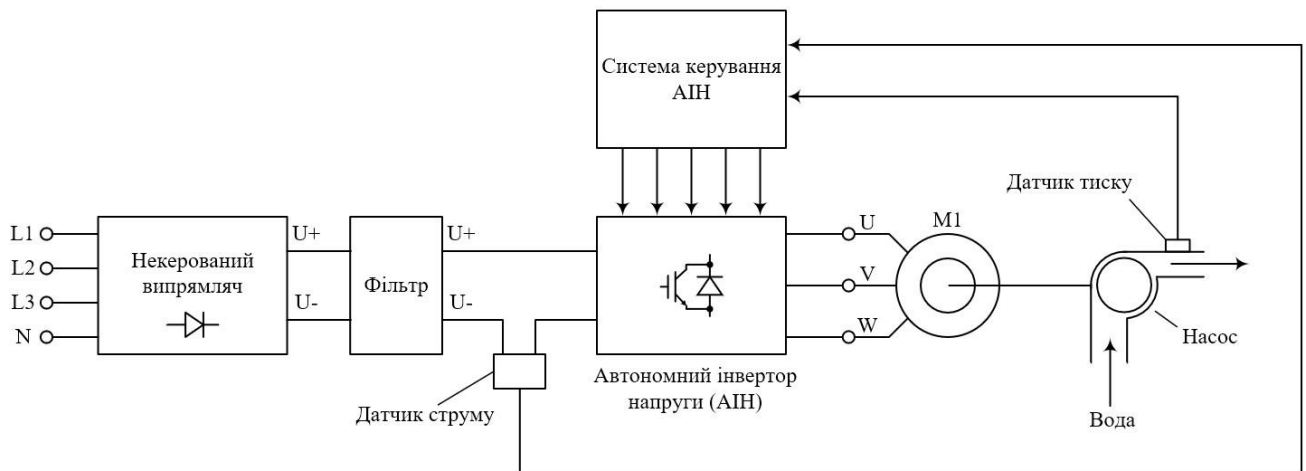 Система керування
АІН
Датчик тиску
L1
L2
L3
N
Некерований
випрямляч
U+
U-
Фільтр
U+
U-
U
V
W
M1
Насос
Автономний інвертор
напруги (АІН)
Датчик струму
Вода